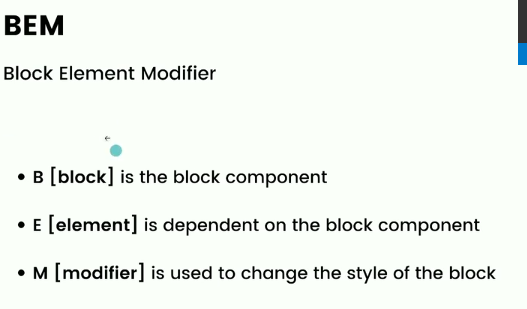 BEM
Block Element Modifier
• B [block] is the block component
• E [element] is dependent on the block component
• M [modifier] is used to change the style of the block